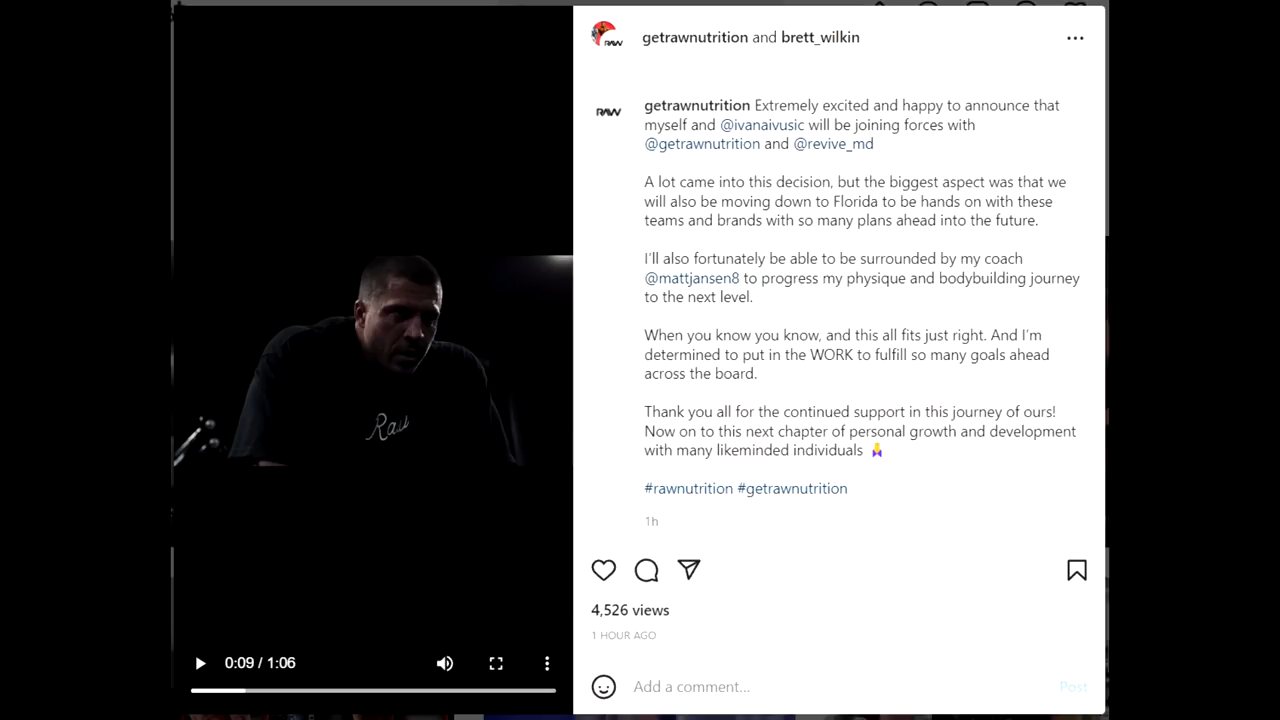 Raw
0:09 / 1:06
RAW
getrawnutrition and brett_wilkin
RAW
getrawnutrition Extremely excited and happy to announce that
myself and @ivanaivusic will be joining forces with
@getrawnutrition and @revive_md
A lot came into this decision, but the biggest aspect was that we
will also be moving down to Florida to be hands on with these
teams and brands with so many plans ahead into the future.
I'll also fortunately be able to be surrounded by my coach
@mattjansen8 to progress my physique and bodybuilding journey
to the next level.
When you know you know, and this all fits just right. And I'm
determined to put in the WORK to fulfill so many goals ahead
across the board.
Thank you all for the continued support in this journey of ours!
Now on to this next chapter of personal growth and development
with many likeminded individuals
#rawnutrition #getrawnutrition
1h
4,526 views
1 HOUR AGO
Add a comment...
Post